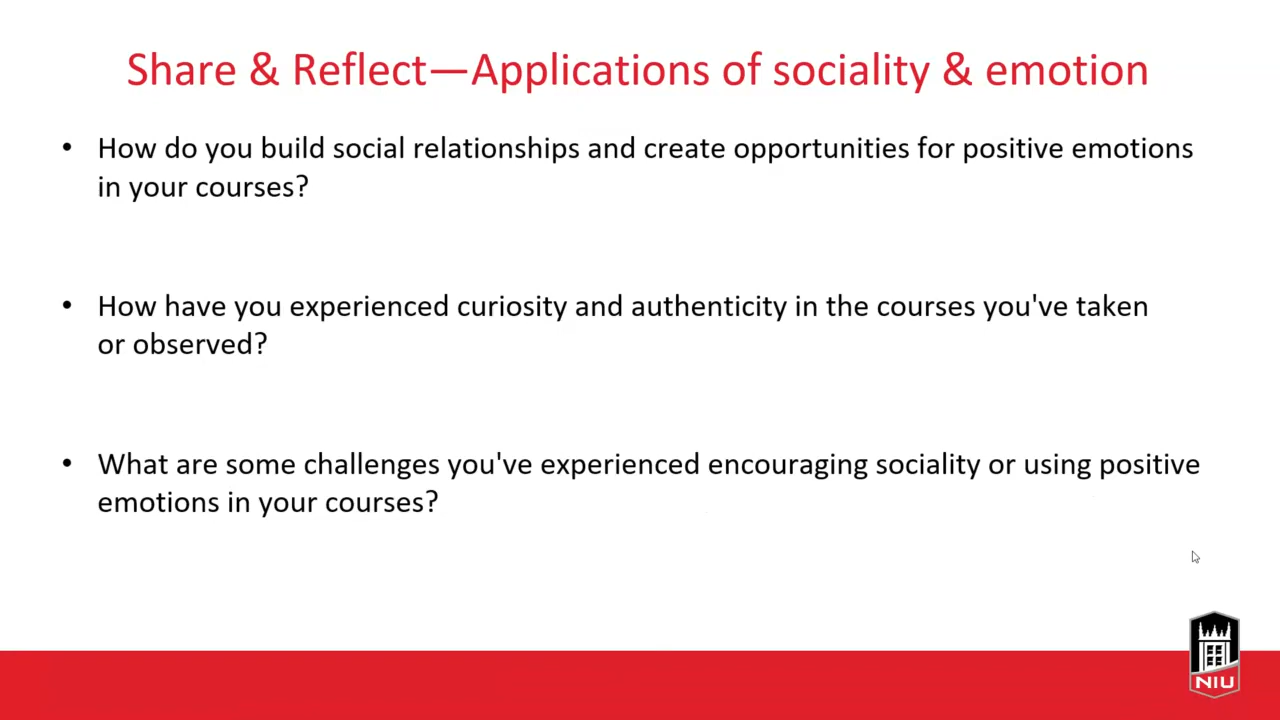 Share & Reflect—Applications of sociality & emotion
• How do you build social relationships and create opportunities for positive emotions
in your courses?
• How have you experienced curiosity and authenticity in the courses you've taken
or observed?
• What are some challenges you've experienced encouraging sociality or using positive
emotions in your courses?
NIU